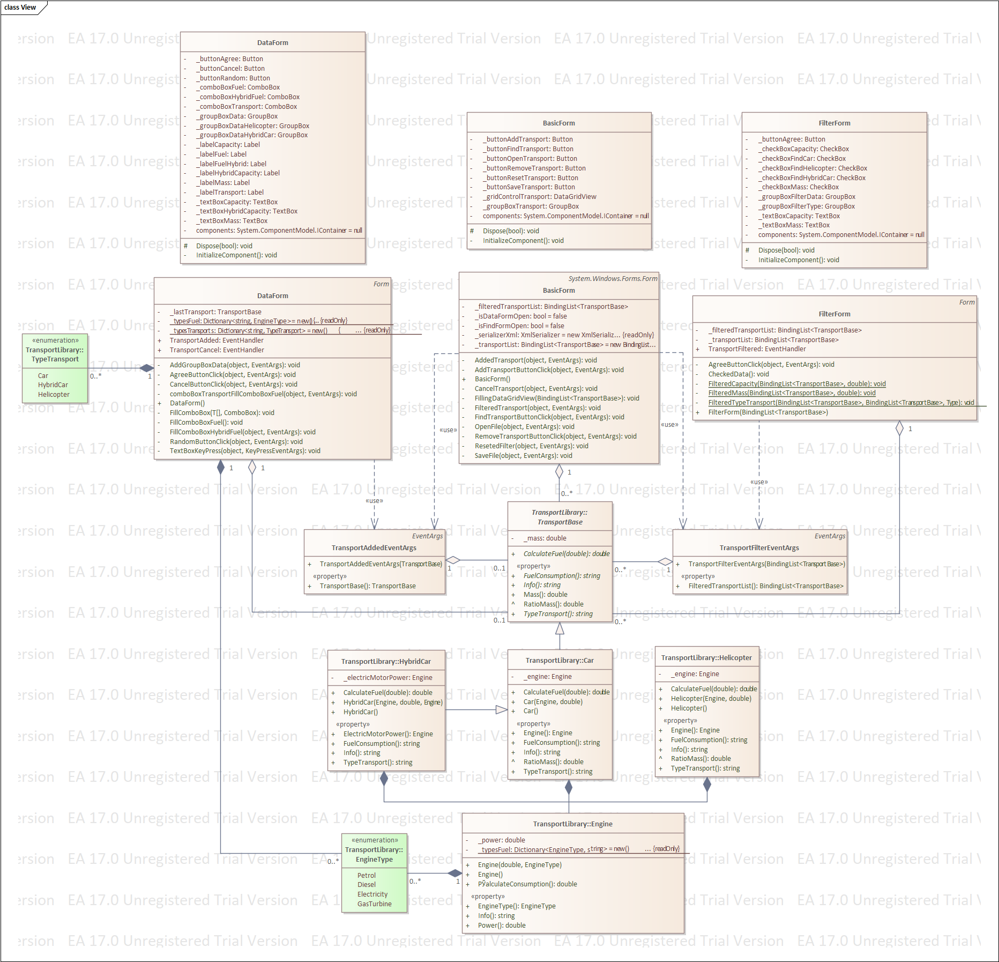 class View
DataForm
- _buttonAgree: Button
- _buttonCancel: Button
- _buttonRandom: Button
- _comboBoxFuel: ComboBox
- _comboBoxHybridFuel: ComboBox
- _comboBoxTransport: ComboBox
- _groupBoxData: GroupBox
- _groupBoxDataHelicopter: GroupBox
- _groupBoxDataHybridCar: GroupBox
- _labelCapacity: Label
- _labelFuel: Label
- _labelFuelHybrid: Label
- _labelHybridCapacity: Label
- _labelMass: Label
- _labelTransport: Label
- _textBoxCapacity: TextBox
- _textBoxHybridCapacity: TextBox
- _textBoxMass: TextBox
- components: System.ComponentModel.IContainer = null
# Dispose(bool): void
- InitializeComponent(): void
BasicForm
- _buttonAddTransport: Button
- _buttonFindTransport: Button
- _buttonOpenTransport: Button
- _buttonRemoveTransport: Button
- _buttonResetTransport: Button
- _buttonSaveTransport: Button
- _gridControlTransport: DataGridView
- _groupBoxTransport: GroupBox
- components: System.ComponentModel.IContainer = null
# Dispose(bool): void
- InitializeComponent(): void
FilterForm
- _buttonAgree: Button
- _checkBoxCapacity: CheckBox
- _checkBoxFindCar: CheckBox
- _checkBoxFindHelicopter: CheckBox
- _checkBoxFindHybridCar: CheckBox
- _checkBoxMass: CheckBox
- _groupBoxFilterData: GroupBox
- _groupBoxFilterType: GroupBox
- _textBoxCapacity: TextBox
- _textBoxMass: TextBox
- components: System.ComponentModel.IContainer = null
# Dispose(bool): void
- InitializeComponent(): void
Form
DataForm
- _lastTransport: TransportBase
- _typesFuel: Dictionary<string, EngineType> = new() {... {readOnly}
- _typesTransports: Dictionary<string, TypeTransport> = new() { ... {readOnly}
+ TransportAdded: EventHandler
+ TransportCancel: EventHandler
- AddGroupBoxData(object, EventArgs): void
- AgreeButtonClick(object, EventArgs): void
- CancelButtonClick(object, EventArgs): void
- comboBoxTransportFillComboBoxFuel(object, EventArgs): void
+ DataForm()
- FillComboBox(T[], ComboBox): void
- FillComboBoxFuel(): void
- FillComboBoxHybridFuel(object, EventArgs): void
- RandomButtonClick(object, EventArgs): void
- TextBoxKeyPress(object, KeyPressEventArgs): void
System.Windows.Forms.Form
BasicForm
- _filteredTransportList: BindingList<TransportBase>
- _isDataFormOpen: bool = false
- _isFindFormOpen: bool = false
- _serializerXml: XmlSerializer = new XmlSerializ... {readOnly}
- _transportList: BindingList<TransportBase> = new BindingList...
- AddedTransport(object, EventArgs): void
- AddTransportButtonClick(object, EventArgs): void
+ BasicForm()
- CancelTransport(object, EventArgs): void
- FillingDataGridView(BindingList<TransportBase>): void
- FilteredTransport(object, EventArgs): void
- FindTransportButtonClick(object, EventArgs): void
- OpenFile(object, EventArgs): void
- RemoveTransportButtonClick(object, EventArgs): void
- ResetedFilter(object, EventArgs): void
- SaveFile(object, EventArgs): void
Form
FilterForm
- _filteredTransportList: BindingList<TransportBase>
- _transportList: BindingList<TransportBase>
+ TransportFiltered: EventHandler
- AgreeButtonClick(object, EventArgs): void
- CheckedData(): void
- FilteredCapacity(BindingList<TransportBase>, double): void
- FilteredMass(BindingList<TransportBase>, double): void
- FilteredTypeTransport(BindingList<TransportBase>, BindingList<TransportBase>, Type): void
+ FilterForm(BindingList<TransportBase>)
«enumeration»
TransportLibrary::
TypeTransport
Car
HybridCar
Helicopter
0..*
1
«use»
«use»
1
1
1
1
«use»
«use»
0..*
TransportLibrary::
TransportBase
- _mass: double
+ CalculateFuel(double): double
«property»
+ FuelConsumption(): string
+ Info(): string
+ Mass(): double
^ RatioMass(): double
+ TypeTransport(): string
EventArgs
TransportAddedEventArgs
+ TransportAddedEventArgs(TransportBase)
«property»
+ TransportBase(): TransportBase
1
0..1
0..1
EventArgs
TransportFilterEventArgs
+ TransportFilterEventArgs(BindingList<TransportBase>)
«property»
+ FilteredTransportList(): BindingList<TransportBase>
0..*
1
0..*
TransportLibrary::HybridCar
- _electricMotorPower: Engine
+ CalculateFuel(double): double
+ HybridCar(Engine, double, Engine)
+ HybridCar()
«property»
+ ElectricMotorPower(): Engine
+ FuelConsumption(): string
+ Info(): string
+ TypeTransport(): string
TransportLibrary::Car
- _engine: Engine
+ CalculateFuel(double): double
+ Car(Engine, double)
+ Car()
«property»
+ Engine(): Engine
+ FuelConsumption(): string
+ Info(): string
^ RatioMass(): double
+ TypeTransport(): string
TransportLibrary::Helicopter
- _engine: Engine
+ CalculateFuel(double): double
+ Helicopter(Engine, double)
+ Helicopter()
«property»
+ Engine(): Engine
+ FuelConsumption(): string
+ Info(): string
^ RatioMass(): double
+ TypeTransport(): string
«enumeration»
TransportLibrary::
EngineType
Petrol
Diesel
Electricity
GasTurbine
0..*
0..*
1
TransportLibrary::Engine
- _power: double
- _typesFuel: Dictionary<EngineType, string> = new() ... {readOnly}
+ Engine(double, EngineType)
+ Engine()
+ РЎalculateConsumption(): double
«property»
+ EngineType(): EngineType
+ Info(): string
+ Power(): double
EA 17.0 Unregistered Trial Version